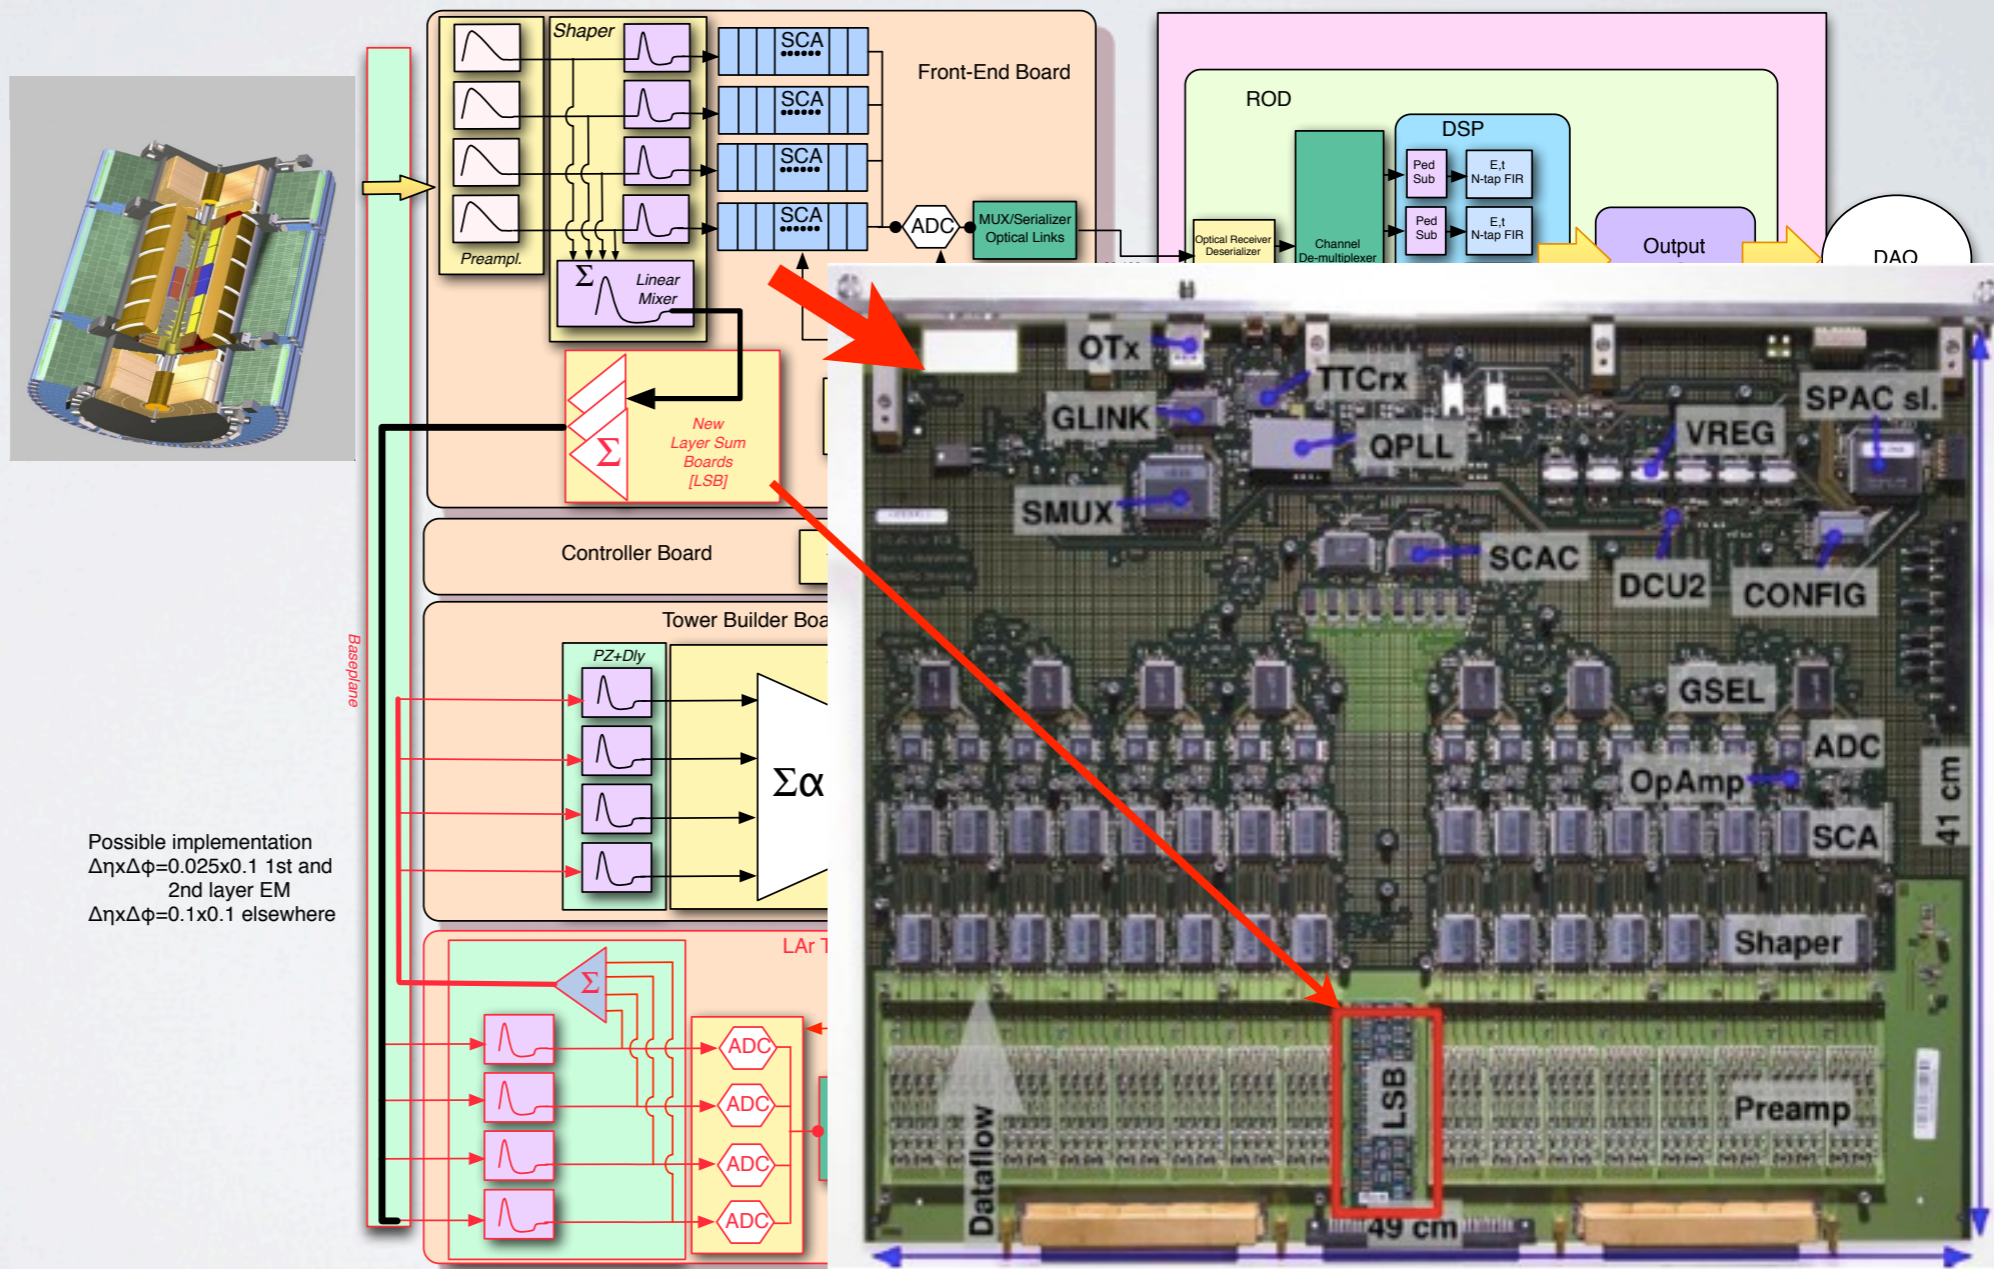 Shaper
SCA
SCA
SCA
SCA
Front-End Board
Preampl.
Σ
Linear
Mixer
ADC
MUX/Serializer
Optical Links
ROD
DSP
Ped
Sub
E,t
N-tap FIR
Ped
Sub
E,t
N-tap FIR
Optical Receiver
Deserializer
Channel
De-multiplexer
Output
DAQ
Σ
New
Layer Sum
Boards
[LSB]
Controller Board
Tower Builder Boa
PZ+Dly
Σα
Baseplane
Possible implementation
ΔηxΔφ=0.025x0.1 1st and
2nd layer EM
ΔηxΔφ=0.1x0.1 elsewhere
LAr T
Σ
ADC
ADC
ADC
ADC
OTx
TTCrx
GLINK
QPLL
SPAC sl.
VREG
SMUX
SCAC
DCU2
CONFIG
GSEL
ADC
OpAmp
SCA
41 cm
Shaper
LSB
Preamp
Dataflow
49 cm